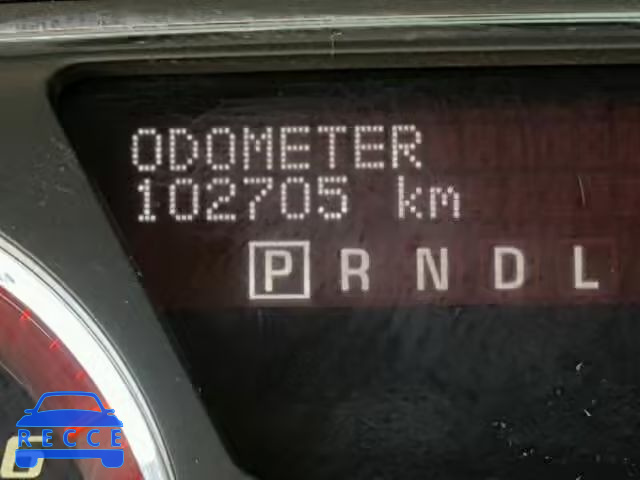 ODOMETER
102705 km
P R N D L
C
RECCE